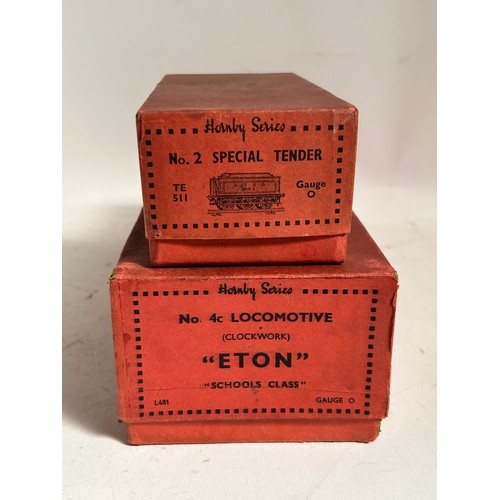 Hornby Series
No. 2 SPECIAL TENDER
TE
511
Gauge
O
Hornby Series
No. 4c LOCOMOTIVE
(CLOCKWORK)
"ETON"
"SCHOOLS CLASS"
L481 GAUGE O